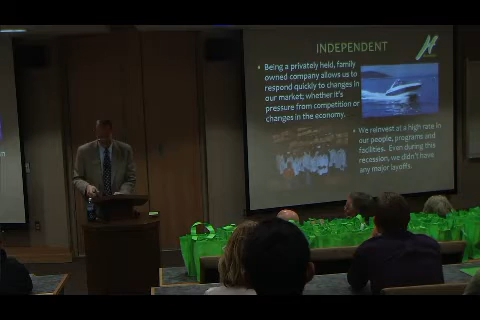 INDEPENDENT
Being a privately held, family
owned company allows us to
respond quickly to changes in
our market; whether it's
pressure from competition or
changes in the economy.
We reinvest at a high rate in
our people, programs and
facilities. Even during this
recession, we didn't have
any major layoffs.